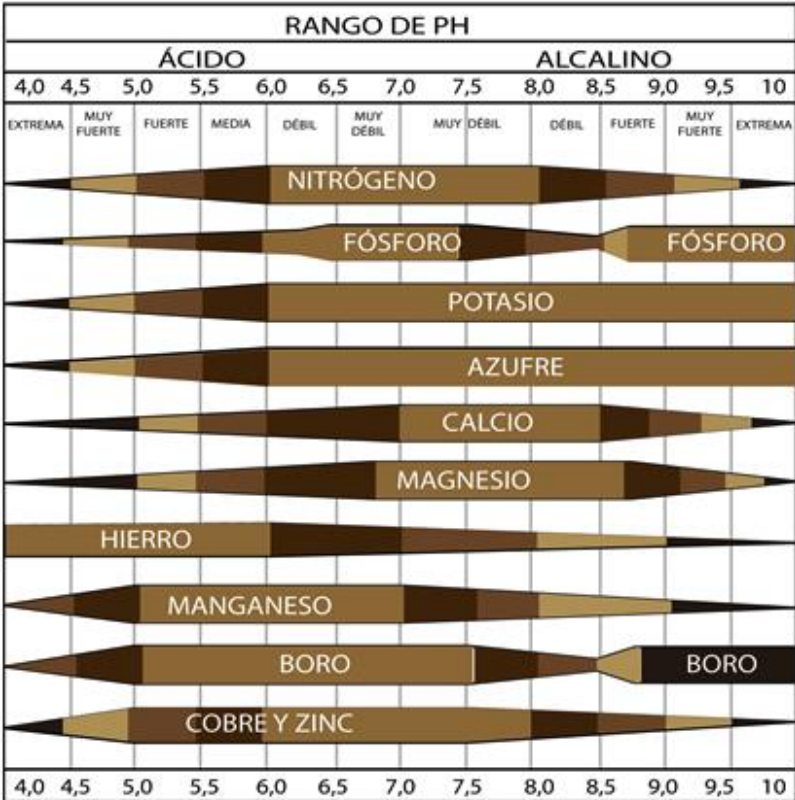 RANGO DE PH
ÁCIDO ALCALINO
4,0 4,5 5,0 5,5 6,0 6,5 7,0 7,5 8,0 8,5 9,0 9,5 10
EXTREMA MUY FUERTE FUERTE MEDIA DÉBIL MUY DÉBIL MUY DÉBIL DÉBIL FUERTE MUY FUERTE EXTREMA
NITRÓGENO
FÓSFORO FÓSFORO
POTASIO
AZUFRE
CALCIO
MAGNESIO
HIERRO
MANGANESO
BORO BORO
COBRE Y ZINC
4,0 4,5 5,0 5,5 6,0 6,5 7,0 7,5 8,0 8,5 9,0 9,5 10